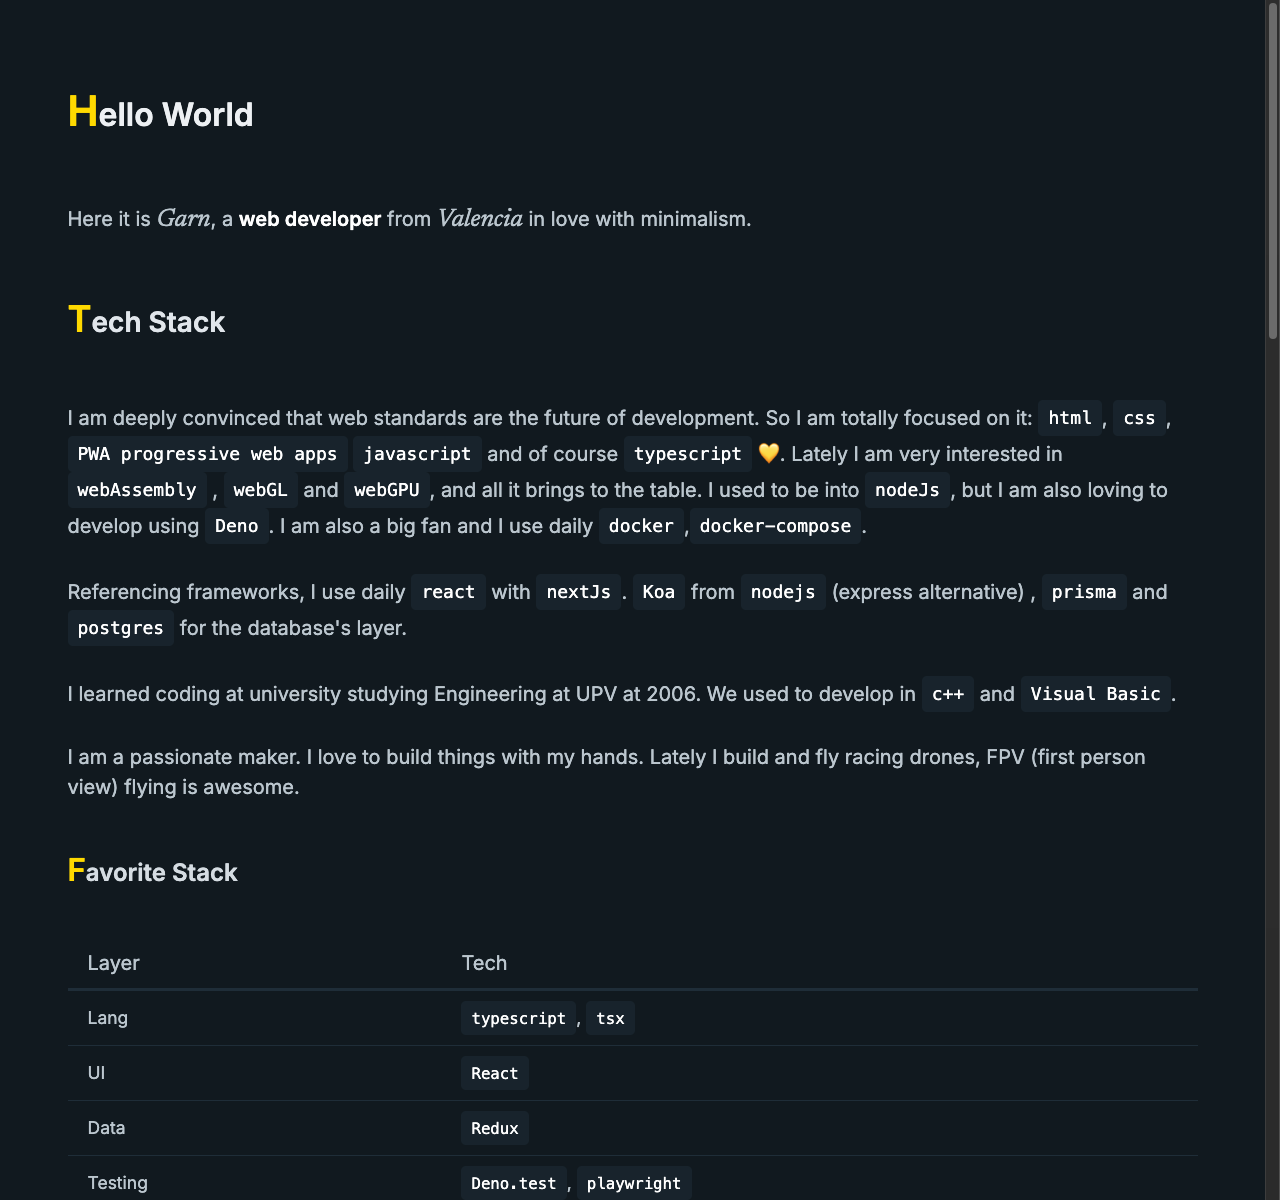 Hello World
Here it is Garn, a web developer from Valencia in love with minimalism.
Tech Stack
I am deeply convinced that web standards are the future of development. So I am totally focused on it: html , css ,
PWA progressive web apps javascript and of course typescript 💛. Lately I am very interested in
webAssembly , webGL and webGPU , and all it brings to the table. I used to be into nodeJs , but I am also loving to
develop using Deno . I am also a big fan and I use daily docker , docker-compose .
Referencing frameworks, I use daily react with nextJs . Koa from nodejs (express alternative) , prisma and
postgres for the database's layer.
I learned coding at university studying Engineering at UPV at 2006. We used to develop in c++ and Visual Basic .
I am a passionate maker. I love to build things with my hands. Lately I build and fly racing drones, FPV (first person
view) flying is awesome.
Favorite Stack
Layer Tech
Lang typescript , tsx
UI React
Data Redux
Testing Deno.test , playwright